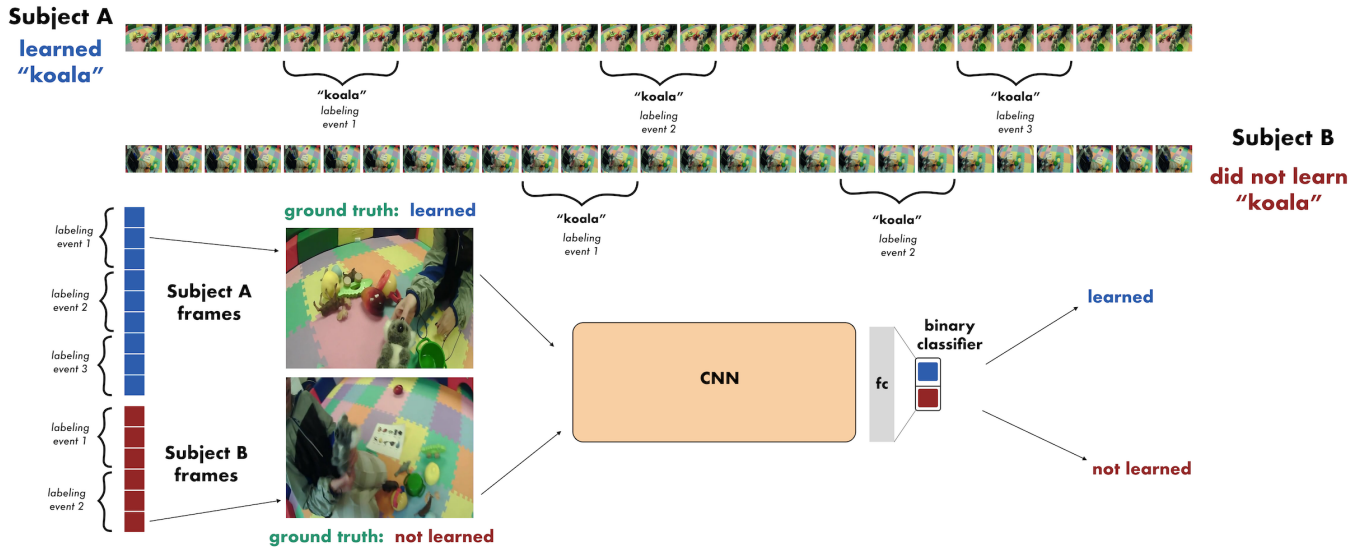 Subject A
learned
“koala”
“koala”
labeling
event 1
“koala”
labeling
event 2
“koala”
labeling
event 3
Subject B
did not learn
“koala”
“koala”
labeling
event 1
“koala”
labeling
event 2
labeling
event 1
labeling
event 2
labeling
event 3
Subject A
frames
labeling
event 1
labeling
event 2
Subject B
frames
ground truth: learned
ground truth: not learned
CNN
fc
binary
classifier
learned
not learned